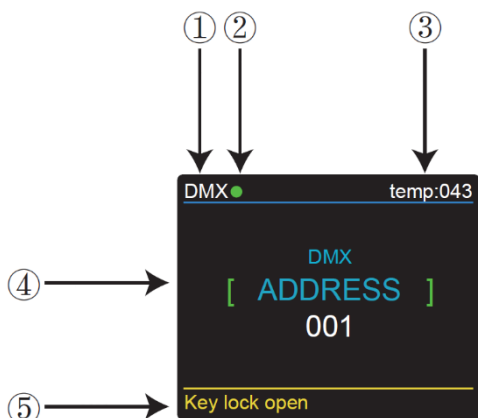 ① ② ③
DMX temp:043
DMX
④ [ ADDRESS ]
001
⑤ Key lock open